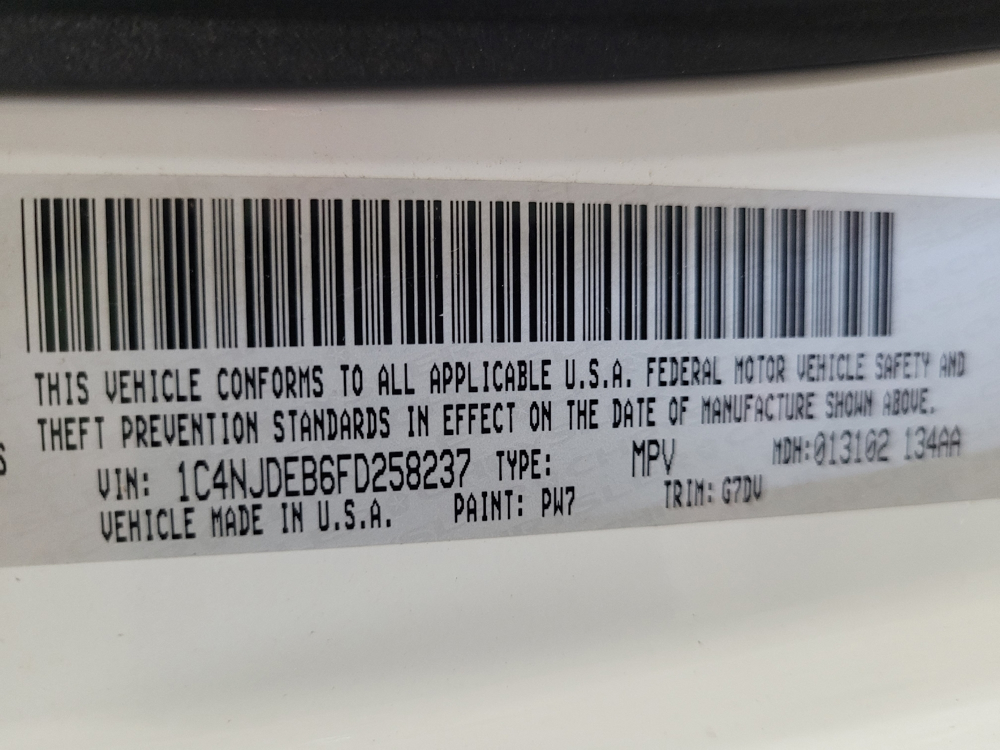 THIS VEHICLE CONFORMS TO ALL APPLICABLE U.S.A. FEDERAL MOTOR VEHICLE SAFETY AND
THEFT PREVENTION STANDARDS IN EFFECT ON THE DATE OF MANUFACTURE SHOWN ABOVE.
VIN: 1C4NJDEB6FD258237 TYPE: MPV MDH:013102 134AA
VEHICLE MADE IN U.S.A. PAINT: PW7 TRIM: G7DV